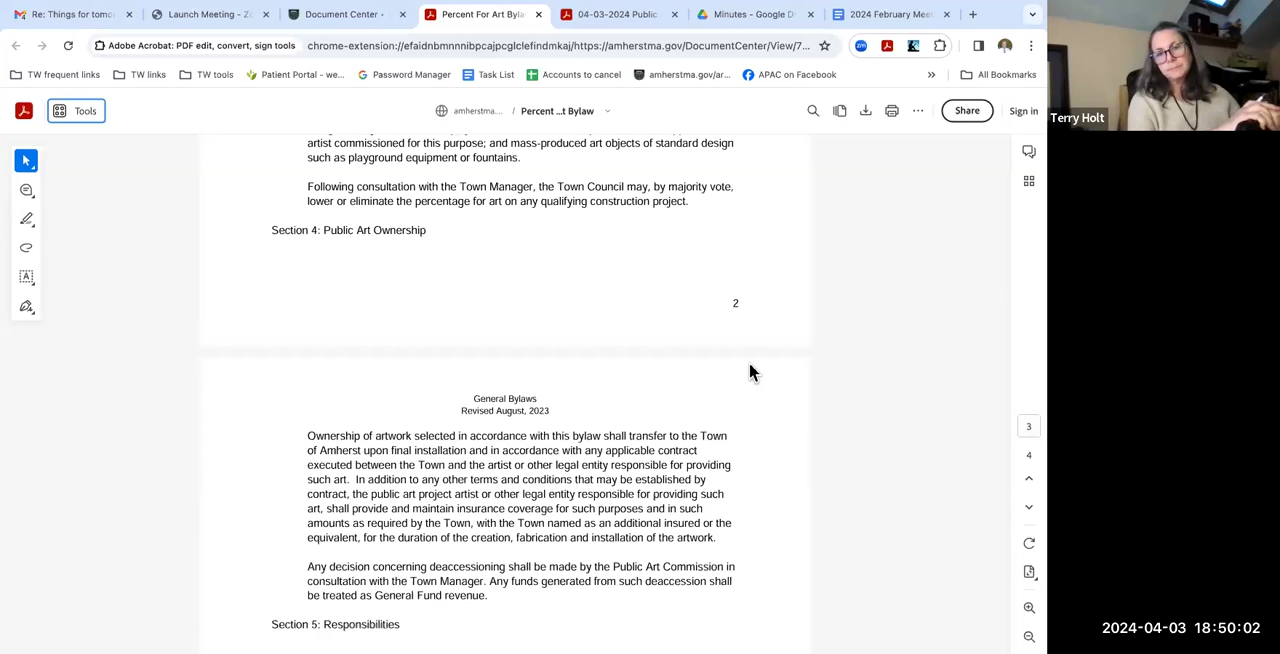 Re: Things for tomo
Launch Meeting - Z
Document Center •
Percent For Art Byla
04-03-2024 Public
Minutes - Google D
2024 February Mee
Adobe Acrobat: PDF edit, convert, sign tools
chrome-extension://efaidnbmnnnibpcajpcglclefindmkaj/https://amherstma.gov/DocumentCenter/View/7...
TW frequent links
TW links
TW tools
Patient Portal - we...
Password Manager
Task List
Accounts to cancel
amherstma.gov/ar...
APAC on Facebook
»
All Bookmarks
Terry Holt
Tools
amherstma...
/ Percent ...t Bylaw
Share
Sign in
artist commissioned for this purpose; and mass-produced art objects of standard design
such as playground equipment or fountains.
Following consultation with the Town Manager, the Town Council may, by majority vote,
lower or eliminate the percentage for art on any qualifying construction project.
Section 4: Public Art Ownership
2
General Bylaws
Revised August, 2023
Ownership of artwork selected in accordance with this bylaw shall transfer to the Town
of Amherst upon final installation and in accordance with any applicable contract
executed between the Town and the artist or other legal entity responsible for providing
such art. In addition to any other terms and conditions that may be established by
contract, the public art project artist or other legal entity responsible for providing such
art, shall provide and maintain insurance coverage for such purposes and in such
amounts as required by the Town, with the Town named as an additional insured or the
equivalent, for the duration of the creation, fabrication and installation of the artwork.
Any decision concerning deaccessioning shall be made by the Public Art Commission in
consultation with the Town Manager. Any funds generated from such deaccession shall
be treated as General Fund revenue.
Section 5: Responsibilities
3
4
2024-04-03 18:50:02